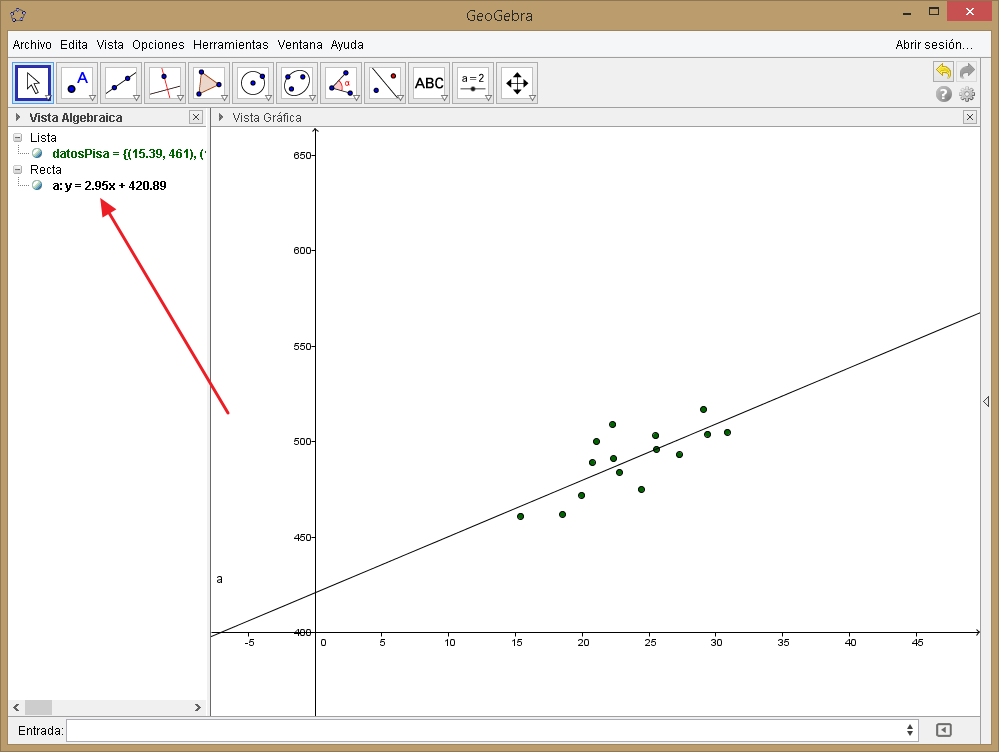 GeoGebra
Archivo Edita Vista Opciones Herramientas Ventana Ayuda Abrir sesión...
A ABC a = 2
α
Vista Algebraica
Vista Gráfica
Lista
datosPisa = {(15.39, 461), (
Recta
a: y = 2.95x + 420.89
650
600
550
500
450
400
a
-5 0 5 10 15 20 25 30 35 40 45
Entrada: